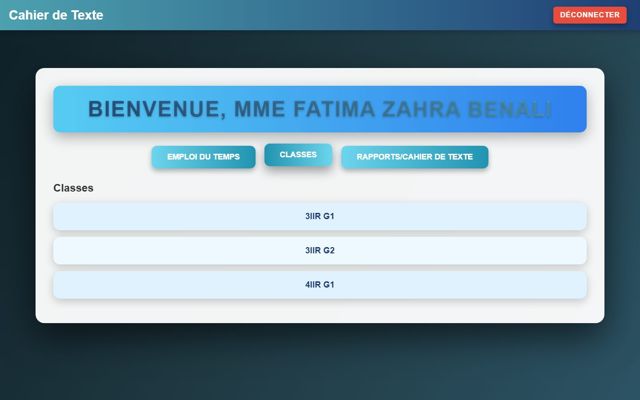 Cahier de Texte
DÉCONNECTER
BIENVENUE, MME FATIMA ZAHRA BENALI
EMPLOI DU TEMPS
CLASSES
RAPPORTS/CAHIER DE TEXTE
Classes
3IIR G1
3IIR G2
4IIR G1